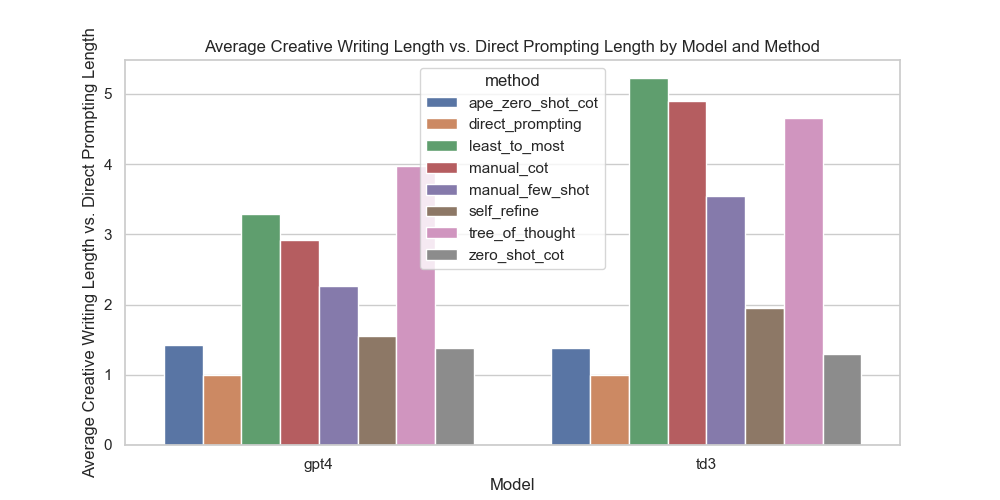 Average Creative Writing Length vs. Direct Prompting Length by Model and Method
Average Creative Writing Length vs. Direct Prompting Length
5
4
3
2
1
0
method
ape_zero_shot_cot
direct_prompting
least_to_most
manual_cot
manual_few_shot
self_refine
tree_of_thought
zero_shot_cot
gpt4
td3
Model